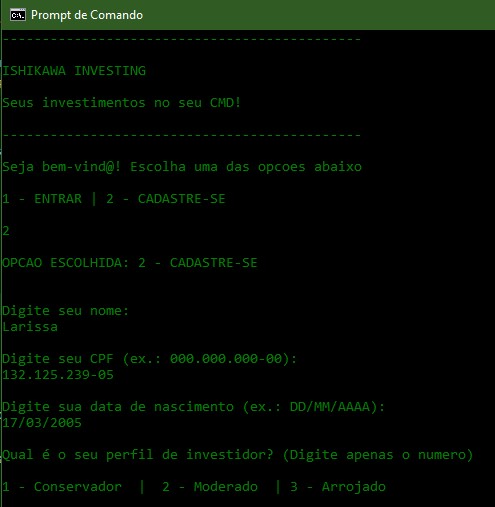 Prompt de Comando
---------------------------------------------
ISHIKAWA INVESTING
Seus investimentos no seu CMD!
---------------------------------------------
Seja bem-vind@! Escolha uma das opcoes abaixo
1 - ENTRAR | 2 - CADASTRE-SE
2
OPCAO ESCOLHIDA: 2 - CADASTRE-SE
Digite seu nome:
Larissa
Digite seu CPF (ex.: 000.000.000-00):
132.125.239-05
Digite sua data de nascimento (ex.: DD/MM/AAAA):
17/03/2005
Qual é o seu perfil de investidor? (Digite apenas o numero)
1 - Conservador  |  2 - Moderado  | 3 - Arrojado